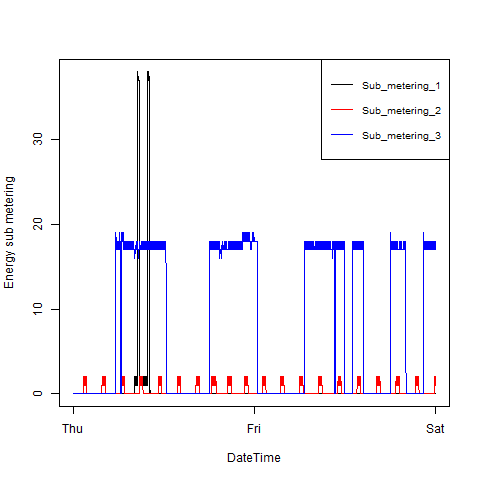 Sub_metering_1
Sub_metering_2
Sub_metering_3
Energy sub metering
30
20
10
0
Thu Fri Sat
DateTime